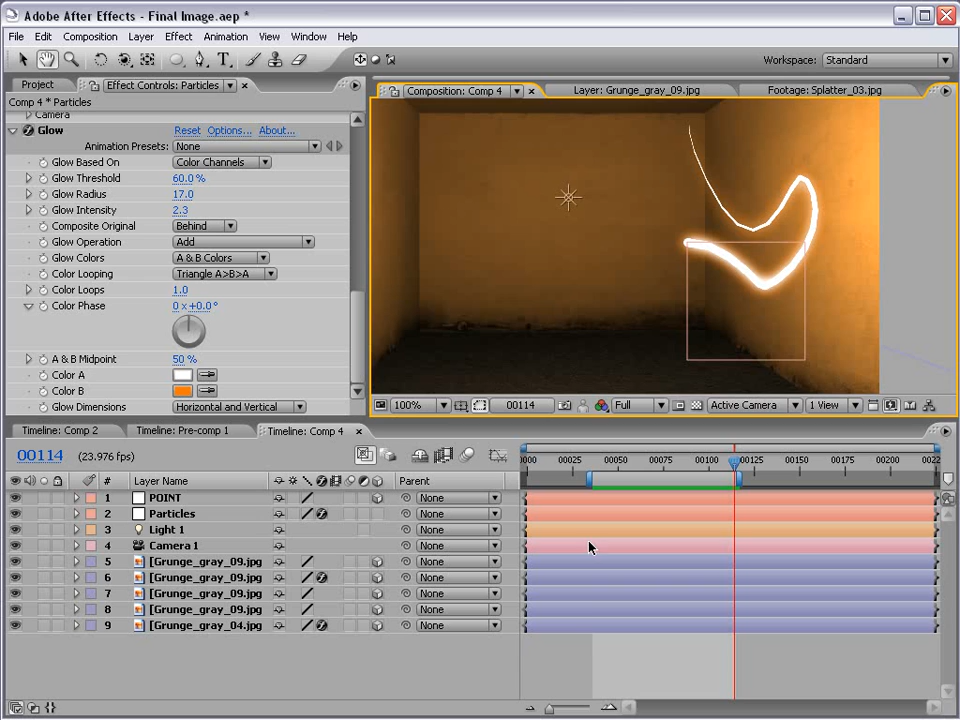 Adobe After Effects - Final Image.aep *
File Edit Composition Layer Effect Animation View Window Help
Workspace: Standard
Project Effect Controls: Particles
Comp 4 * Particles
Camera
Glow Reset Options... About...
Animation Presets: None
Glow Based On Color Channels
Glow Threshold 60.0 %
Glow Radius 17.0
Glow Intensity 2.3
Composite Original Behind
Glow Operation Add
Glow Colors A & B Colors
Color Looping Triangle A>B>A
Color Loops 1.0
Color Phase 0 x+0.0°
A & B Midpoint 50 %
Color A
Color B
Glow Dimensions Horizontal and Vertical
Composition: Comp 4 Layer: Grunge_gray_09.jpg Footage: Splatter_03.jpg
100% 00114 Full Active Camera 1 View
Timeline: Comp 2 Timeline: Pre-comp 1 Timeline: Comp 4
00114 (23.976 fps)
0000 00025 00050 00075 00100 00125 00150 00175 00200 0022
# Layer Name Parent
1 POINT None
2 Particles None
3 Light 1 None
4 Camera 1 None
5 [Grunge_gray_09.jpg None
6 [Grunge_gray_09.jpg None
7 [Grunge_gray_09.jpg None
8 [Grunge_gray_09.jpg None
9 [Grunge_gray_04.jpg None